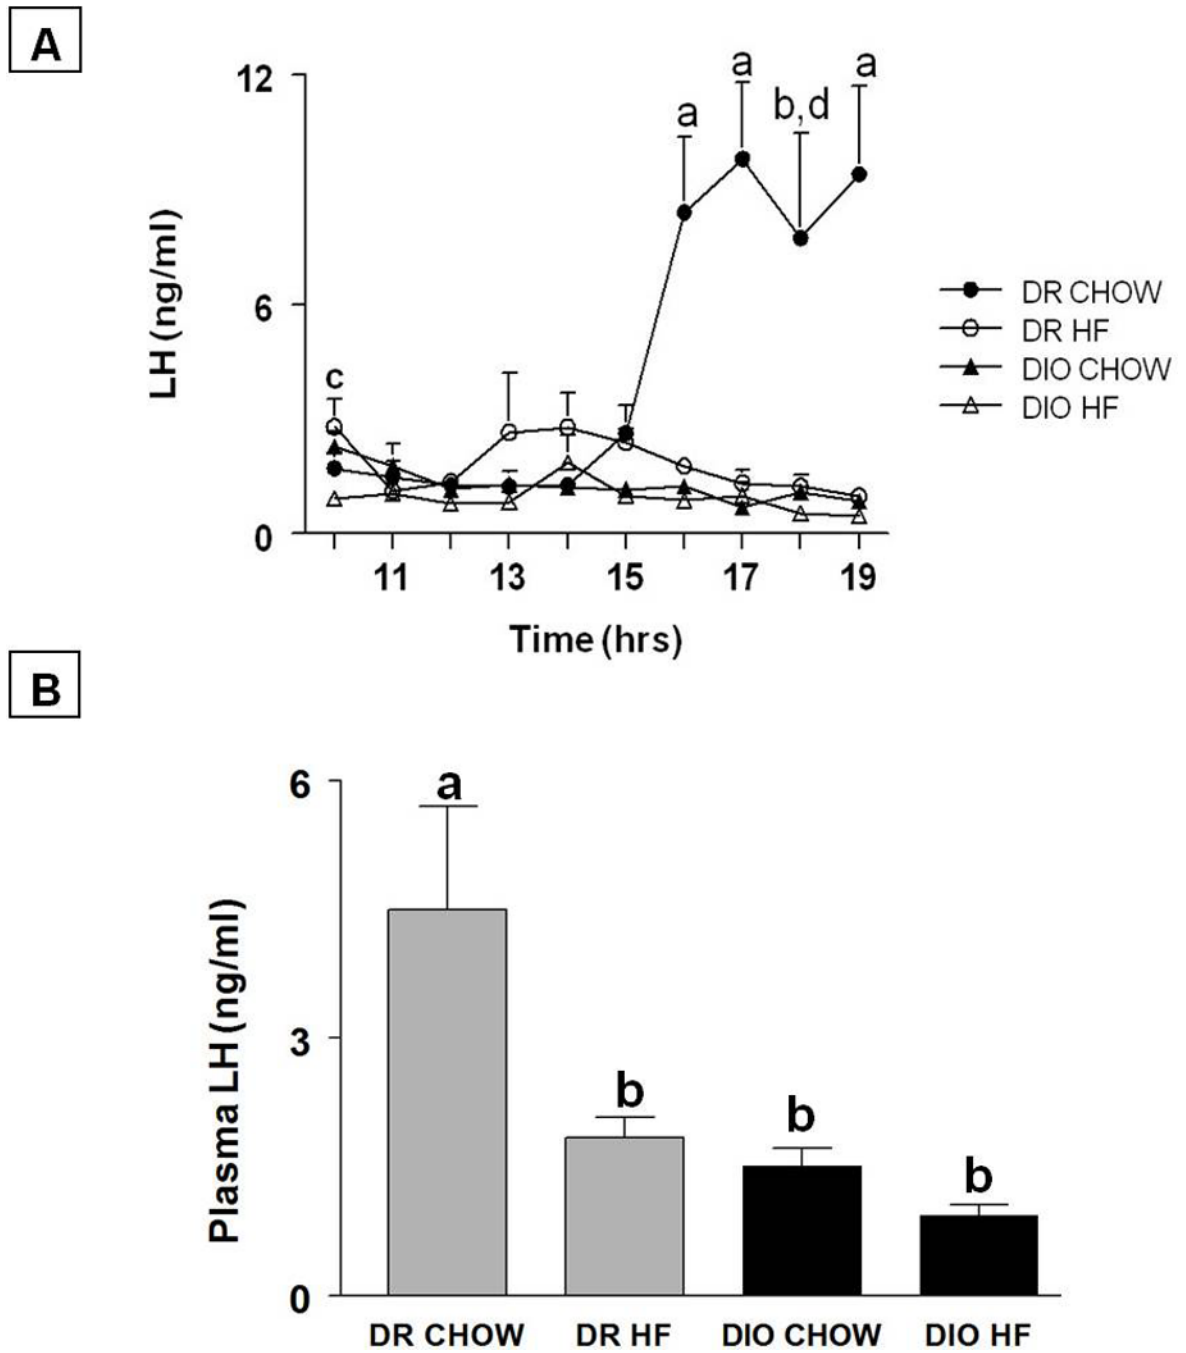 A
12
6
0
LH (ng/ml)
c
a
a
b,d
a
11 13 15 17 19
Time (hrs)
DR CHOW
DR HF
DIO CHOW
DIO HF
B
6
3
0
Plasma LH (ng/ml)
a
b
b
b
DR CHOW DR HF DIO CHOW DIO HF